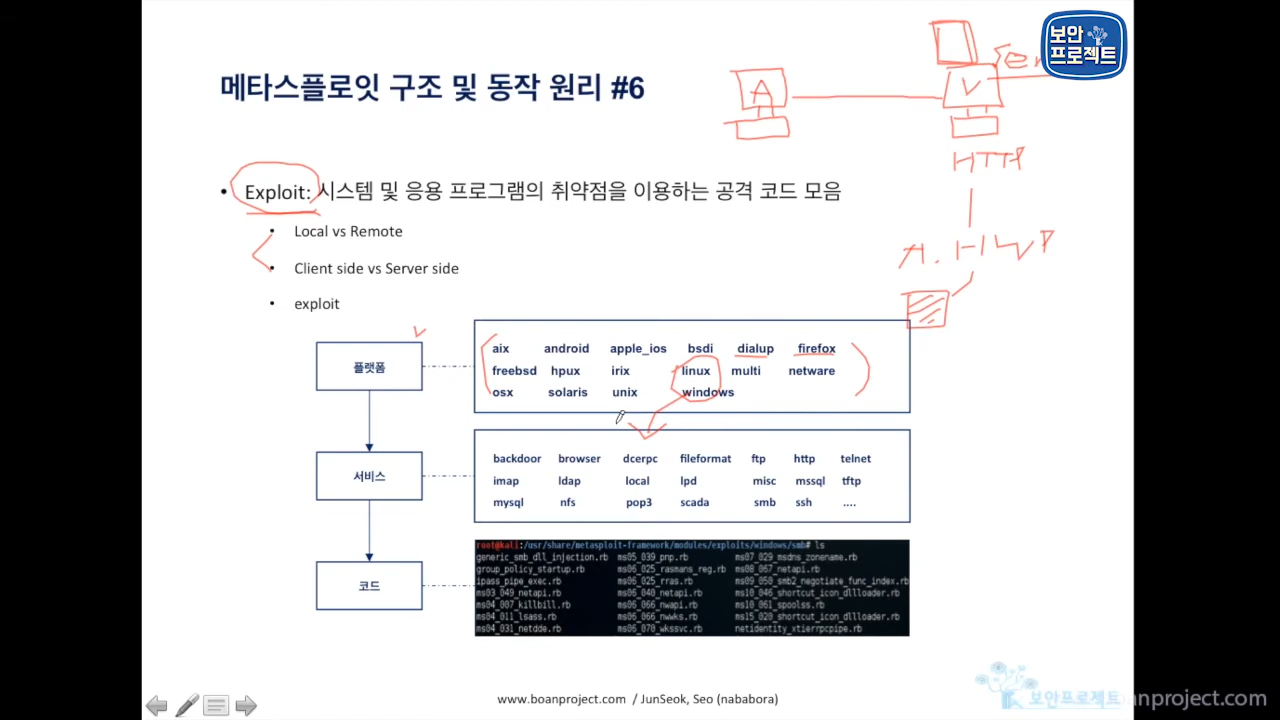 보안
프로젝트
메타스플로잇 구조 및 동작 원리 #6
A
V
HTTP
• Exploit: 시스템 및 응용 프로그램의 취약점을 이용하는 공격 코드 모음
• Local vs Remote
• Client side vs Server side
• exploit
플랫폼
aix android apple_ios bsdi dialup firefox
freebsd hpux irix linux multi netware
osx solaris unix windows
서비스
backdoor browser dcerpc fileformat ftp http telnet
imap ldap local lpd misc mssql tftp
mysql nfs pop3 scada smb ssh ....
코드
root@kali:/usr/share/metasploit-framework/modules/exploits/windows/smb# ls
generic_smb_dll_injection.rb ms05_039_pnp.rb ms07_029_msdns_zonename.rb
group_policy_startup.rb ms06_025_rasmans_reg.rb ms08_067_netapi.rb
ipass_pipe_exec.rb ms06_025_rras.rb ms09_050_smb2_negotiate_func_index.rb
ms03_049_netapi.rb ms06_040_netapi.rb ms10_046_shortcut_icon_dllloader.rb
ms04_007_killbill.rb ms06_066_nwapi.rb ms10_061_spoolss.rb
ms04_011_lsass.rb ms06_066_nwwks.rb ms15_020_shortcut_icon_dllloader.rb
ms04_031_netdde.rb ms06_070_wkssvc.rb netidentity_xtierrpcpipe.rb
www.boanproject.com / JunSeok, Seo (nababora)
보안프로젝트
oanproject.com